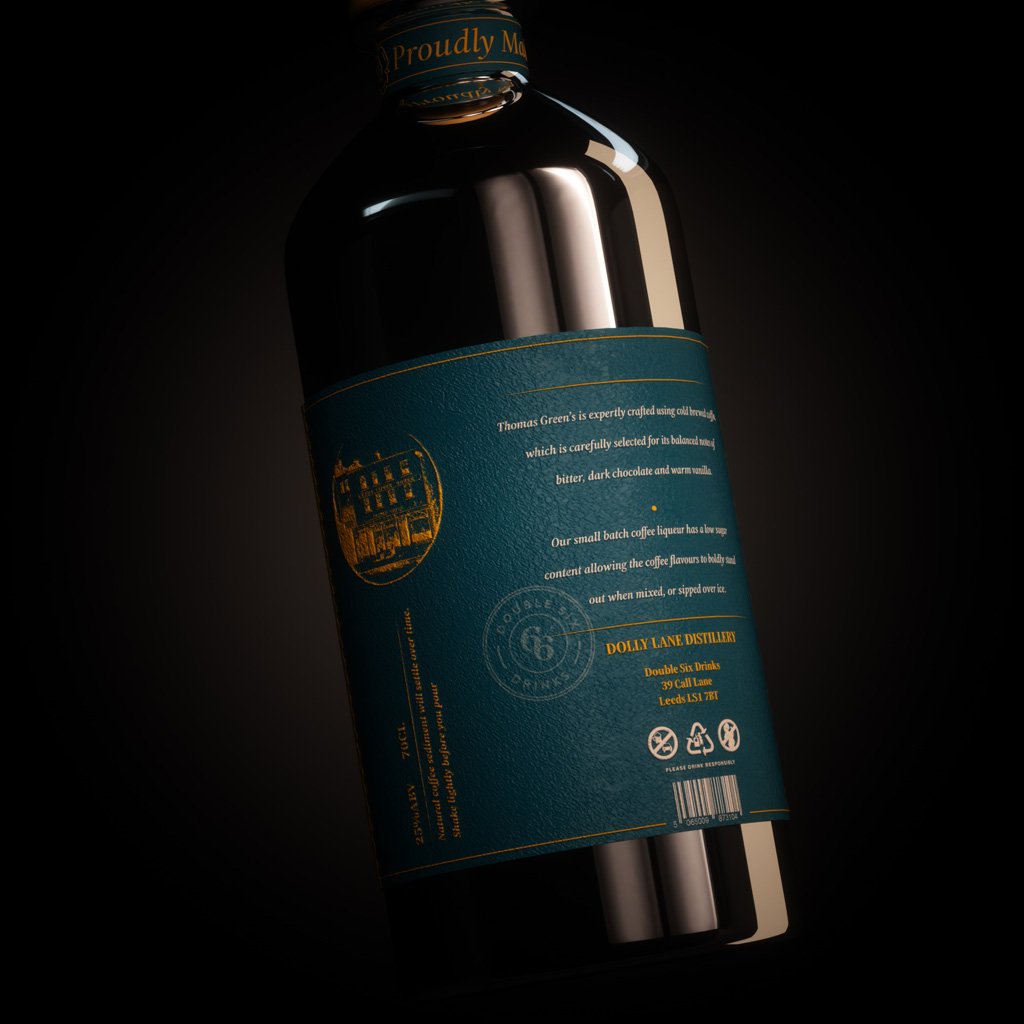 Proudly Ma
Thomas Green's is expertly crafted using cold brewed coffee,
which is carefully selected for its balanced notes of
bitter, dark chocolate and warm vanilla.
Our small batch coffee liqueur has a low sugar
content allowing the coffee flavours to boldly stand
out when mixed, or sipped over ice.
DOUBLE SIX
66
DRINKS
DOLLY LANE DISTILLERY
Double Six Drinks
39 Call Lane
Leeds LS1 7BT
PLEASE DRINK RESPONSIBLY
5 065009 873104
25%ABV 70CL
Natural coffee sediment will settle over time.
Shake lightly before you pour